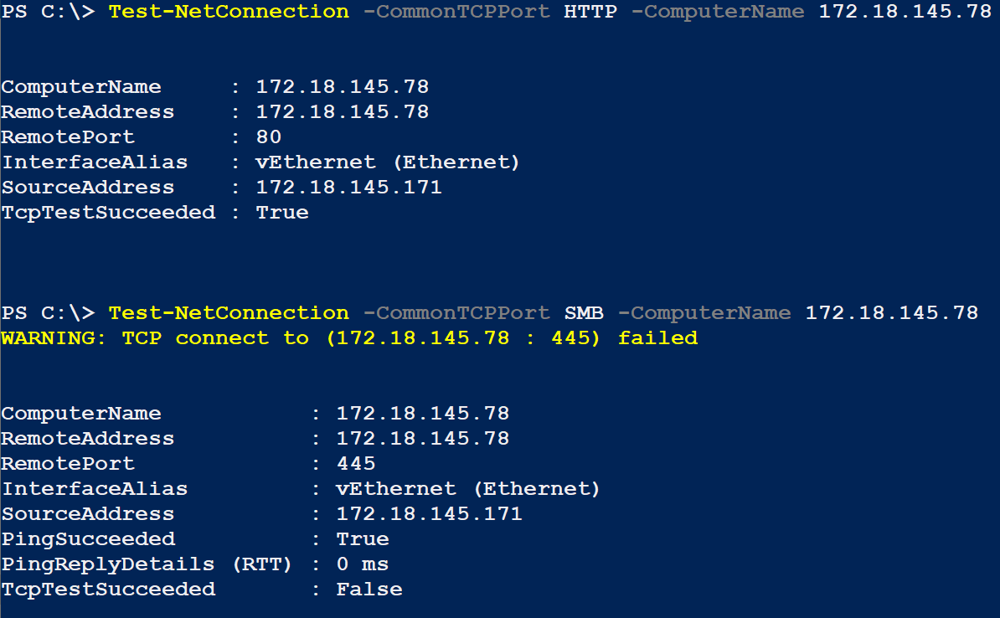 PS C:\> Test-NetConnection -CommonTCPPort HTTP -ComputerName 172.18.145.78
ComputerName     : 172.18.145.78
RemoteAddress    : 172.18.145.78
RemotePort       : 80
InterfaceAlias   : vEthernet (Ethernet)
SourceAddress    : 172.18.145.171
TcpTestSucceeded : True
PS C:\> Test-NetConnection -CommonTCPPort SMB -ComputerName 172.18.145.78
WARNING: TCP connect to (172.18.145.78 : 445) failed
ComputerName           : 172.18.145.78
RemoteAddress          : 172.18.145.78
RemotePort             : 445
InterfaceAlias         : vEthernet (Ethernet)
SourceAddress          : 172.18.145.171
PingSucceeded          : True
PingReplyDetails (RTT) : 0 ms
TcpTestSucceeded       : False